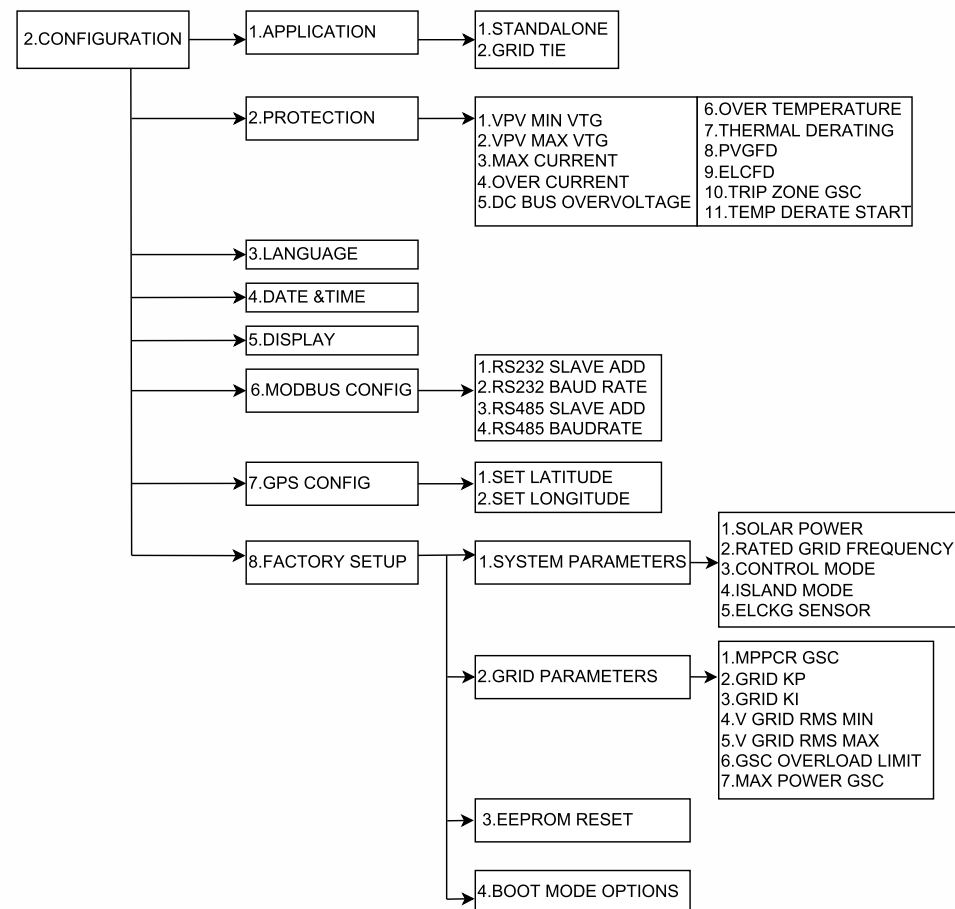 2.CONFIGURATION
1.APPLICATION
1.STANDALONE
2.GRID TIE
2.PROTECTION
1.VPV MIN VTG
2.VPV MAX VTG
3.MAX CURRENT
4.OVER CURRENT
5.DC BUS OVERVOLTAGE
6.OVER TEMPERATURE
7.THERMAL DERATING
8.PVGFD
9.ELCFD
10.TRIP ZONE GSC
11.TEMP DERATE START
3.LANGUAGE
4.DATE &TIME
5.DISPLAY
6.MODBUS CONFIG
1.RS232 SLAVE ADD
2.RS232 BAUD RATE
3.RS485 SLAVE ADD
4.RS485 BAUDRATE
7.GPS CONFIG
1.SET LATITUDE
2.SET LONGITUDE
8.FACTORY SETUP
1.SYSTEM PARAMETERS
1.SOLAR POWER
2.RATED GRID FREQUENCY
3.CONTROL MODE
4.ISLAND MODE
5.ELCKG SENSOR
2.GRID PARAMETERS
1.MPPCR GSC
2.GRID KP
3.GRID KI
4.V GRID RMS MIN
5.V GRID RMS MAX
6.GSC OVERLOAD LIMIT
7.MAX POWER GSC
3.EEPROM RESET
4.BOOT MODE OPTIONS